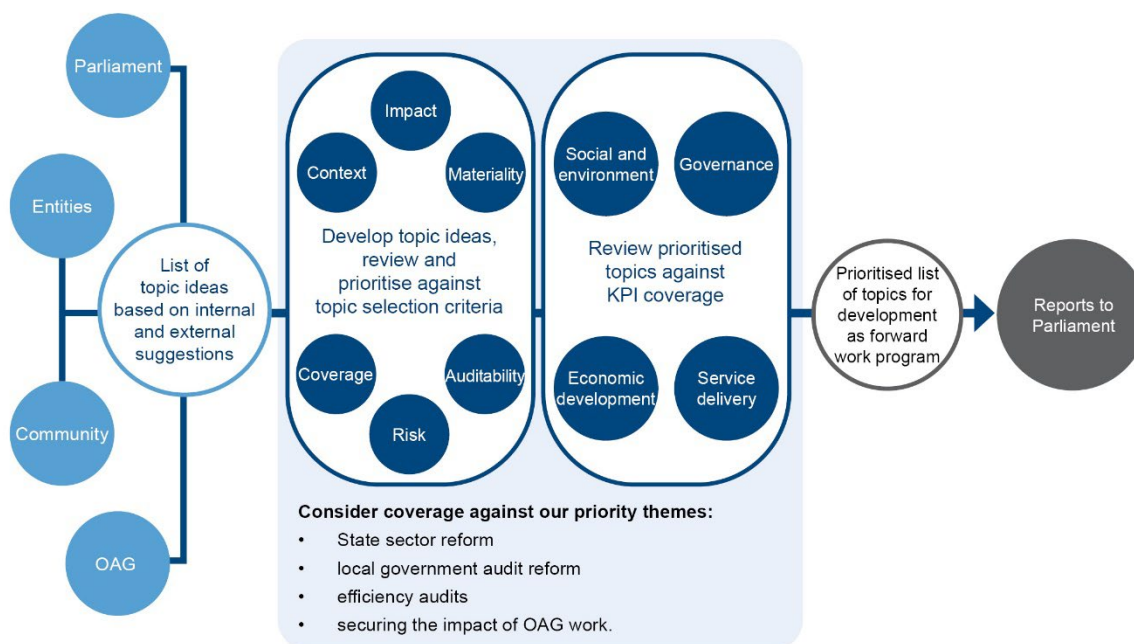 Parliament
Entities
Community
OAG
List of
topic ideas
based on internal
and external
suggestions
Impact
Context
Materiality
Develop topic ideas,
review and
prioritise against
topic selection criteria
Coverage
Auditability
Risk
Social and
environment
Governance
Review prioritised
topics against
KPI coverage
Economic
development
Service
delivery
Consider coverage against our priority themes:
• State sector reform
• local government audit reform
• efficiency audits
• securing the impact of OAG work.
Prioritised list
of topics for
development
as forward
work program
Reports to
Parliament